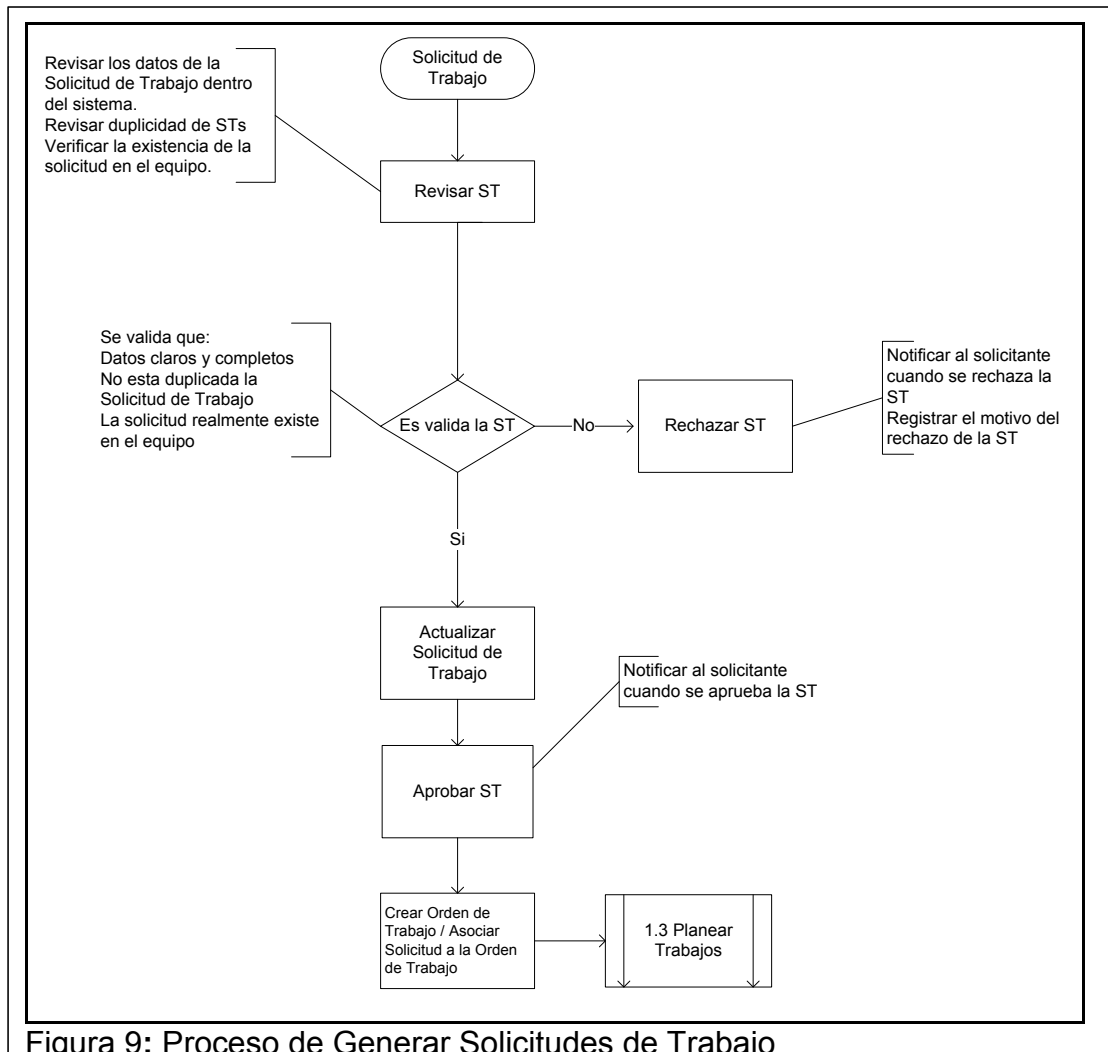 Solicitud de
Trabajo
Revisar los datos de la
Solicitud de Trabajo dentro
del sistema.
Revisar duplicidad de STs
Verificar la existencia de la
solicitud en el equipo.
Revisar ST
Se valida que:
Datos claros y completos
No esta duplicada la
Solicitud de Trabajo
La solicitud realmente existe
en el equipo
Es valida la ST
No
Rechazar ST
Notificar al solicitante
cuando se rechaza la
ST
Registrar el motivo del
rechazo de la ST
Si
Actualizar
Solicitud de
Trabajo
Notificar al solicitante
cuando se aprueba la ST
Aprobar ST
Crear Orden de
Trabajo / Asociar
Solicitud a la Orden
de Trabajo
1.3 Planear
Trabajos
Figura 9: Proceso de Generar Solicitudes de Trabajo